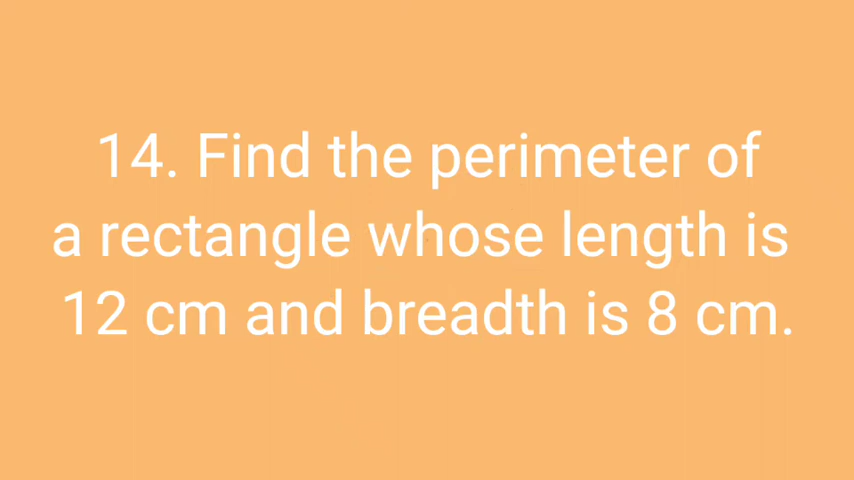 14. Find the perimeter of
a rectangle whose length is
12 cm and breadth is 8 cm.